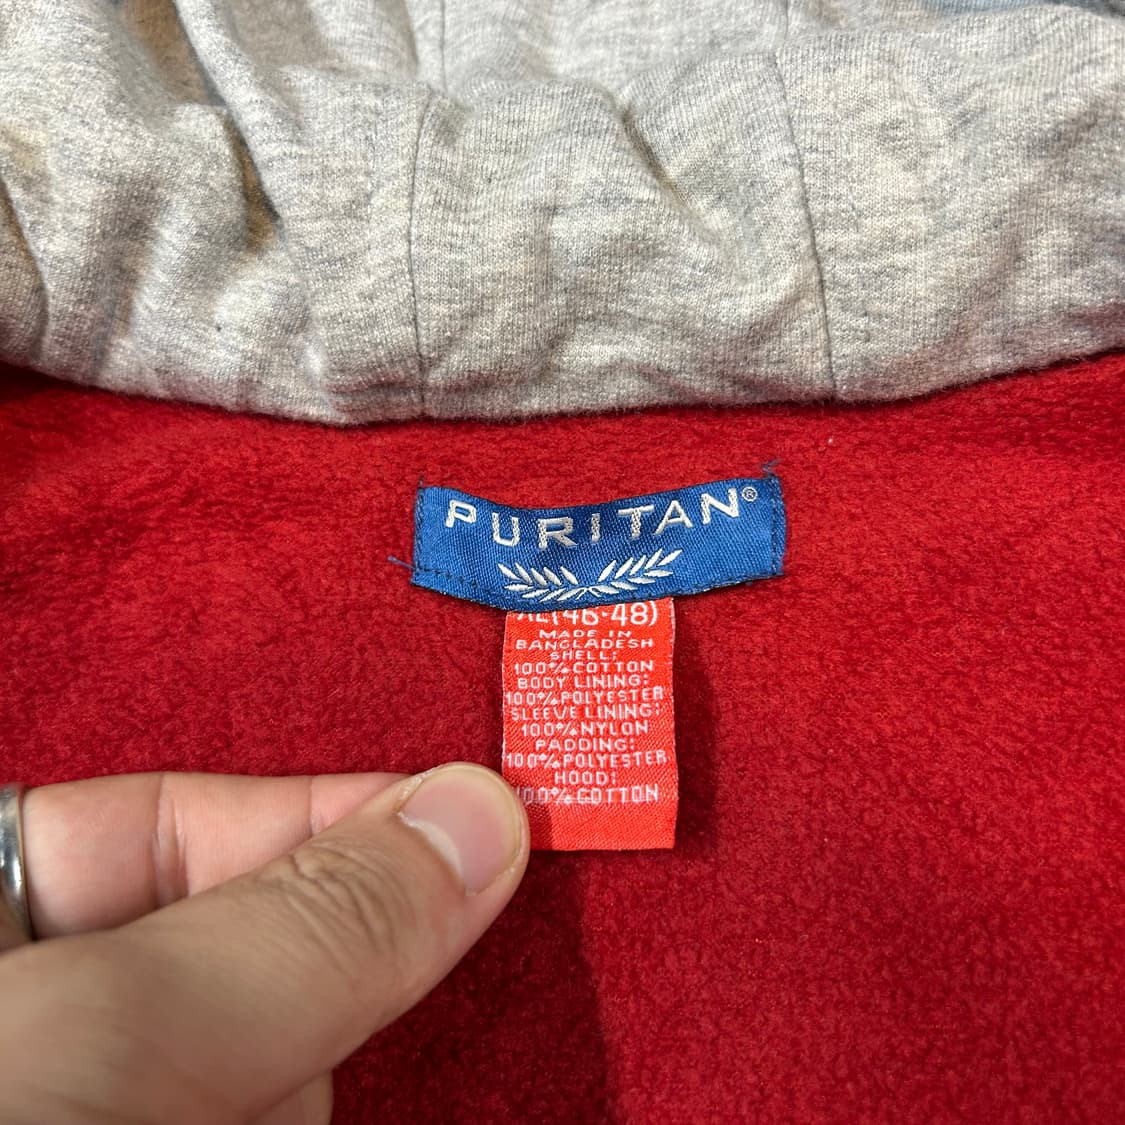 PURITAN®
XL(46-48)
MADE IN
BANGLADESH
SHELL:
100%COTTON
BODY LINING:
100%POLYESTER
SLEEVE LINING:
100%NYLON
PADDING:
100%POLYESTER
HOOD:
100%COTTON